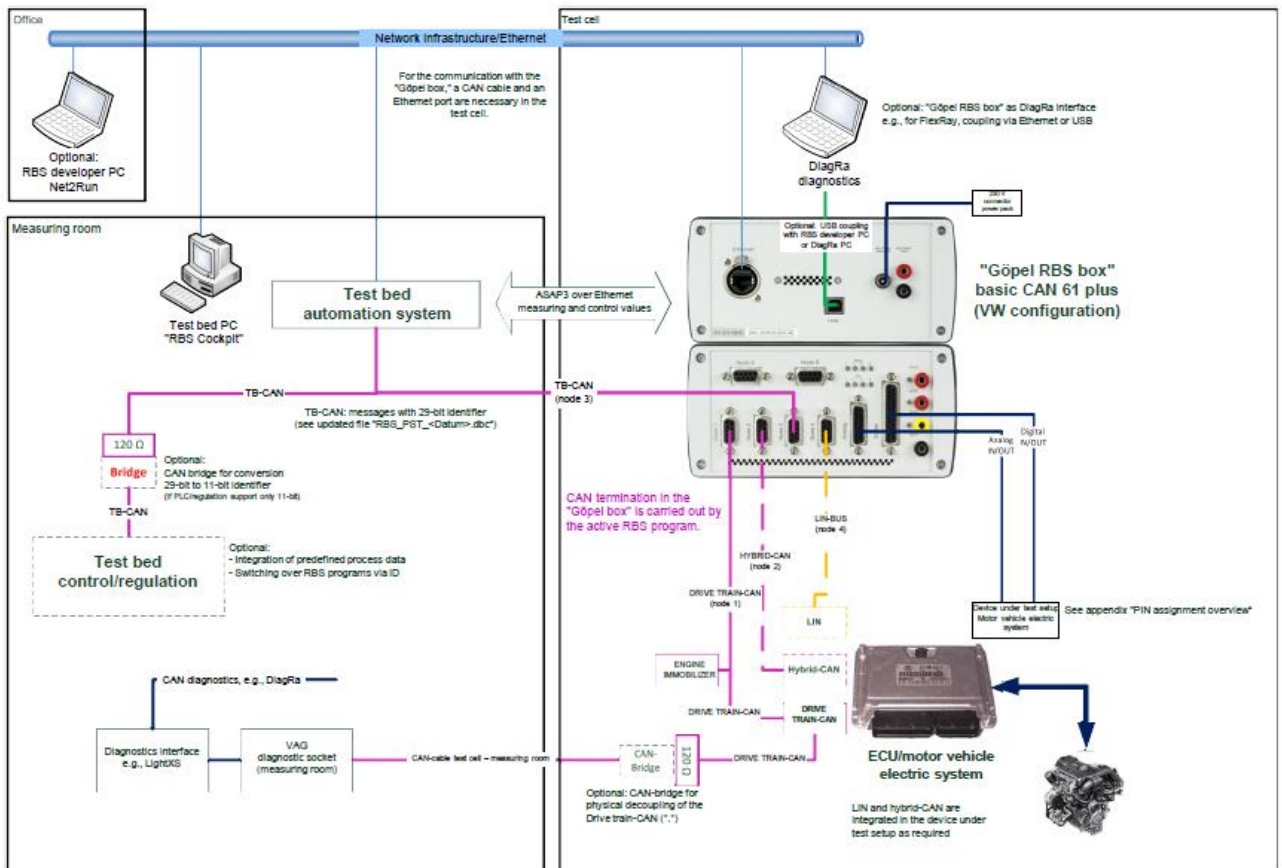 Office
Test cell
Network Infrastructure/Ethernet
For the communication with the
"Göpel box," a CAN cable and an
Ethernet port are necessary in the
test cell.
Optional: "Göpel RBS box" as DiagRa interface
e.g., for FlexRay, coupling via Ethernet or USB
Optional:
RBS developer PC
Net2Run
DiagRa
diagnostics
connector
power pack
Measuring room
Optional: USB coupling
with RBS developer PC
or DiagRa PC
Test bed PC
"RBS Cockpit"
Test bed
automation system
ASAP3 over Ethernet
measuring and control values
"Göpel RBS box"
basic CAN 61 plus
(VW configuration)
TB-CAN
TB-CAN
(node 3)
TB-CAN: messages with 29-bit identifier
(see updated file "RBS_PST_<Datum>.dbc")
Analog
IN/OUT
Digital
IN/OUT
120 Ω
Bridge
Optional:
CAN bridge for conversion
29-bit to 11-bit identifier
(if PLC/regulation support only 11-bit)
TB-CAN
CAN termination in the
"Göpel box" is carried out by
the active RBS program.
LIN-BUS
(node 4)
HYBRID-CAN
(node 2)
DRIVE TRAIN-CAN
(node 1)
Test bed
control/regulation
Optional:
- Integration of predefined process data
- Switching over RBS programs via ID
LIN
Device under test setup
Motor vehicle electric
system
See appendix "PIN assignment overview"
ENGINE
IMMOBILIZER
Hybrid-CAN
CAN diagnostics, e.g., DiagRa
DRIVE TRAIN-CAN
DRIVE
TRAIN-CAN
Diagnostics interface
e.g., LightXS
VAG
diagnostic socket
(measuring room)
CAN-cable test cell – measuring room
CAN-
Bridge
120 Ω
DRIVE TRAIN-CAN
ECU/motor vehicle
electric system
Optional: CAN-bridge for
physical decoupling of the
Drive train-CAN (".")
LIN and hybrid-CAN are
integrated in the device under
test setup as required